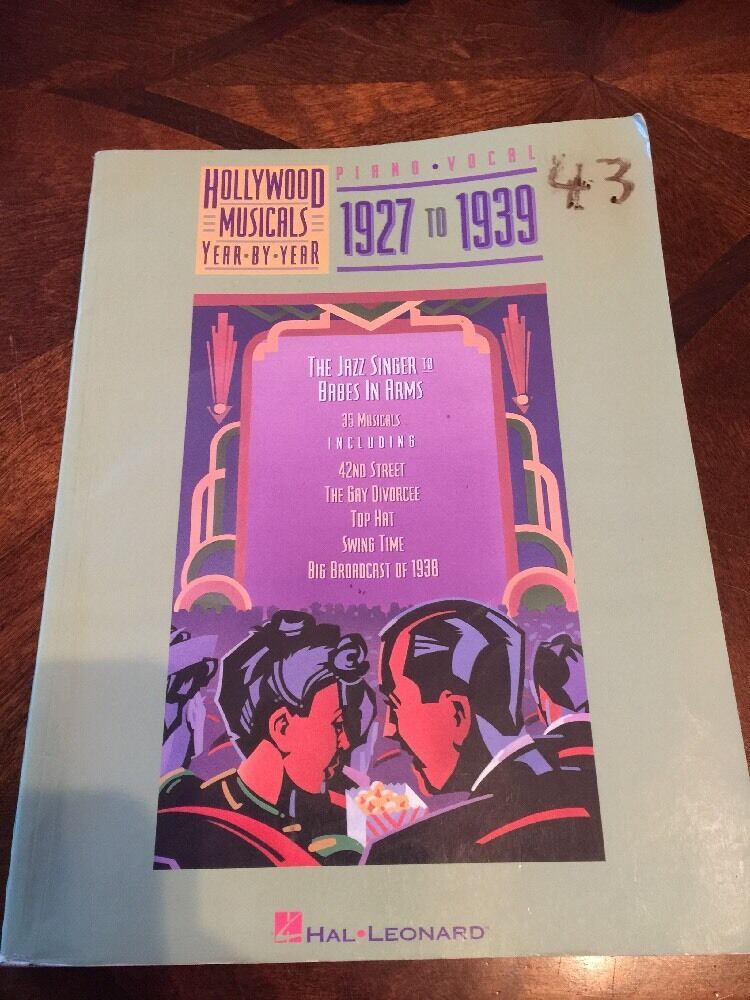 PIANO • VOCAL
HOLLYWOOD
MUSICALS
YEAR•BY•YEAR
1927 TO 1939
43
THE JAZZ SINGER TO
BABES IN ARMS
35 MUSICALS
INCLUDING
42ND STREET
THE GAY DIVORCEE
TOP HAT
SWING TIME
BIG BROADCAST OF 1938
HAL•LEONARD